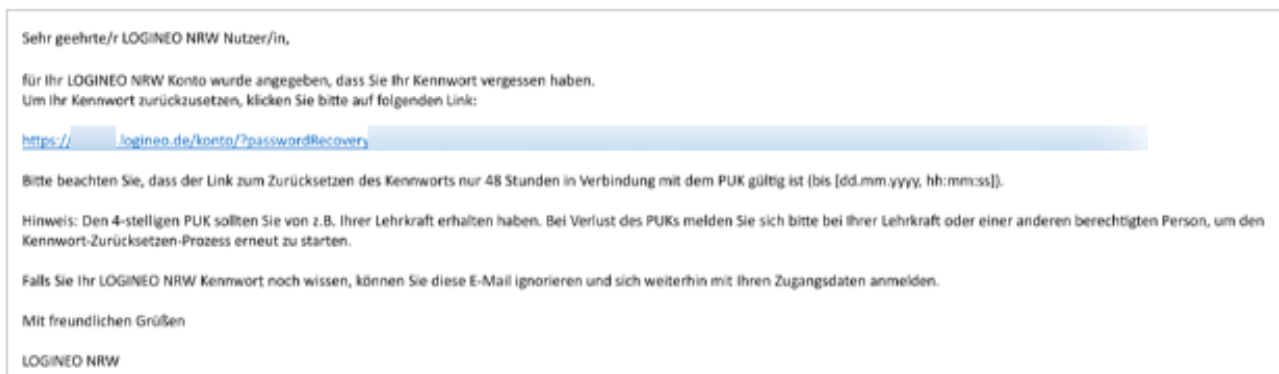 Sehr geehrte/r LOGINEO NRW Nutzer/in,
für Ihr LOGINEO NRW Konto wurde angegeben, dass Sie Ihr Kennwort vergessen haben.
Um Ihr Kennwort zurückzusetzen, klicken Sie bitte auf folgenden Link:
https:// .logineo.de/konto/?passwordRecovery
Bitte beachten Sie, dass der Link zum Zurücksetzen des Kennworts nur 48 Stunden in Verbindung mit dem PUK gültig ist (bis [dd.mm.yyyy, hh:mm:ss]).
Hinweis: Den 4-stelligen PUK sollten Sie von z.B. Ihrer Lehrkraft erhalten haben. Bei Verlust des PUKs melden Sie sich bitte bei Ihrer Lehrkraft oder einer anderen berechtigten Person, um den
Kennwort-Zurücksetzen-Prozess erneut zu starten.
Falls Sie Ihr LOGINEO NRW Kennwort noch wissen, können Sie diese E-Mail ignorieren und sich weiterhin mit Ihren Zugangsdaten anmelden.
Mit freundlichen Grüßen
LOGINEO NRW